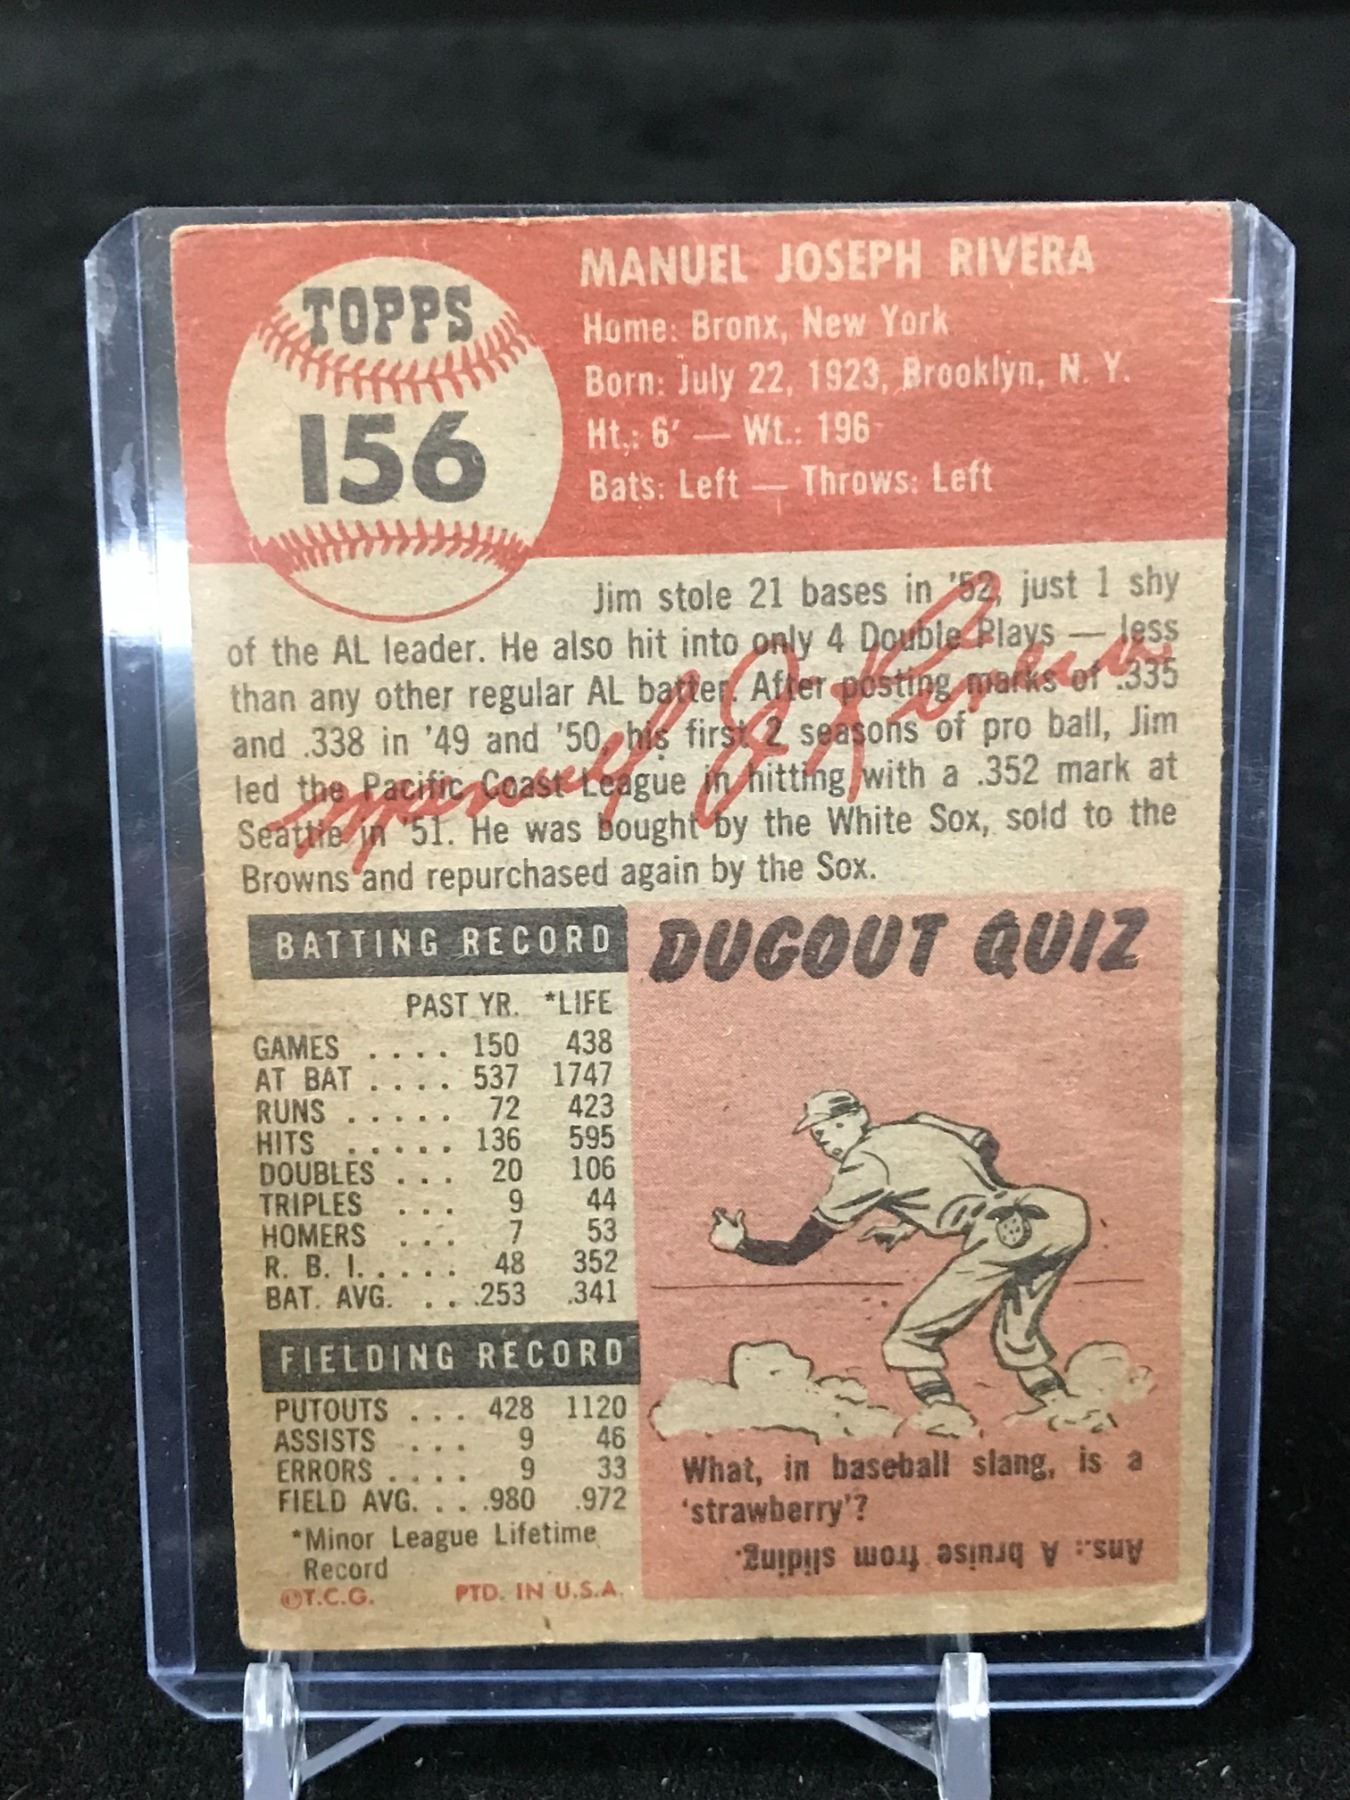 TOPPS
156
MANUEL JOSEPH RIVERA
Home: Bronx, New York
Born: July 22, 1923, Brooklyn, N. Y.
Ht.: 6' — Wt.: 196
Bats: Left — Throws: Left
Jim stole 21 bases in '52, just 1 shy
of the AL leader. He also hit into only 4 Double Plays — less
than any other regular AL batter. After posting marks of .335
and .338 in '49 and '50, his first 2 seasons of pro ball, Jim
led the Pacific Coast League in hitting with a .352 mark at
Seattle in '51. He was bought by the White Sox, sold to the
Browns and repurchased again by the Sox.
Manuel J. Rivera
BATTING RECORD
PAST YR. *LIFE
GAMES . . . . 150 438
AT BAT . . . . 537 1747
RUNS . . . . . 72 423
HITS . . . . . 136 595
DOUBLES . . . 20 106
TRIPLES . . . 9 44
HOMERS . . . 7 53
R. B. I. . . . . 48 352
BAT. AVG. . . .253 .341
FIELDING RECORD
PUTOUTS . . . 428 1120
ASSISTS . . . 9 46
ERRORS . . . . 9 33
FIELD AVG. . . .980 .972
*Minor League Lifetime
Record
©T.C.G. PTD. IN U.S.A.
DUGOUT QUIZ
What, in baseball slang, is a
'strawberry'?
Ans.: A bruise from sliding.